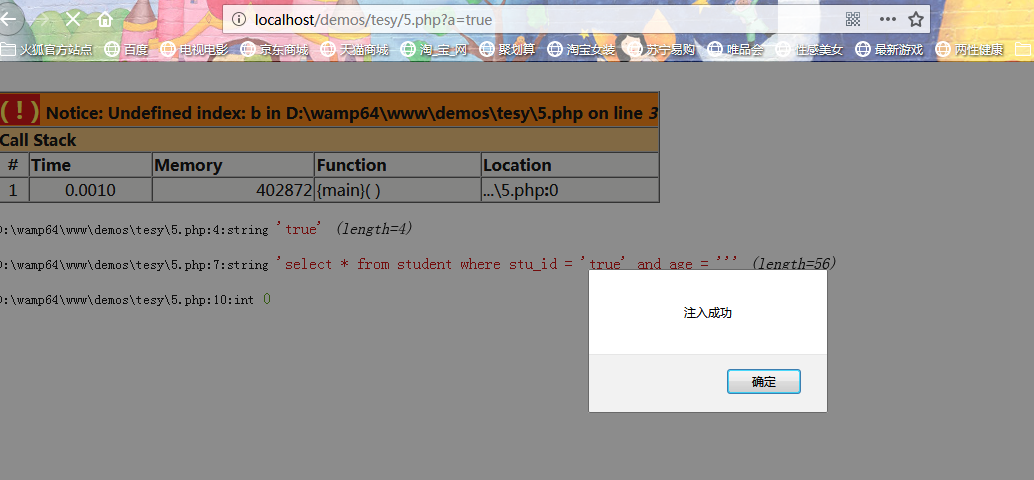 localhost/demos/tesy/5.php?a=true
火狐官方站点 百度 电视电影 京东商城 天猫商城 淘_宝_网 聚划算 淘宝女装 苏宁易购 唯品会 性感美女 最新游戏 两性健康
( ! ) Notice: Undefined index: b in D:\wamp64\www\demos\tesy\5.php on line 3
Call Stack
# Time Memory Function Location
1 0.0010 402872 {main}( ) ...\5.php:0
D:\wamp64\www\demos\tesy\5.php:4:string 'true' (length=4)
D:\wamp64\www\demos\tesy\5.php:7:string 'select * from student where stu_id = 'true' and age = ''' (length=56)
D:\wamp64\www\demos\tesy\5.php:10:int 0
注入成功
确定